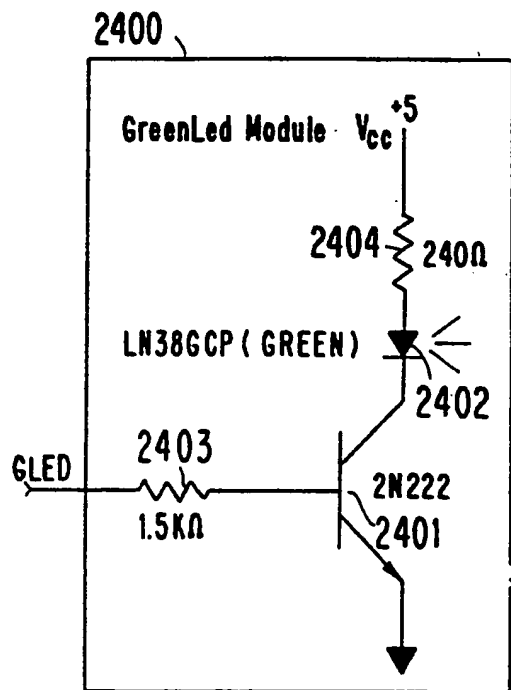 2400
GreenLed Module Vcc +5
2404 240Ω
LN38GCP ( GREEN )
2402
2403
GLED
2N222
1.5KΩ
2401